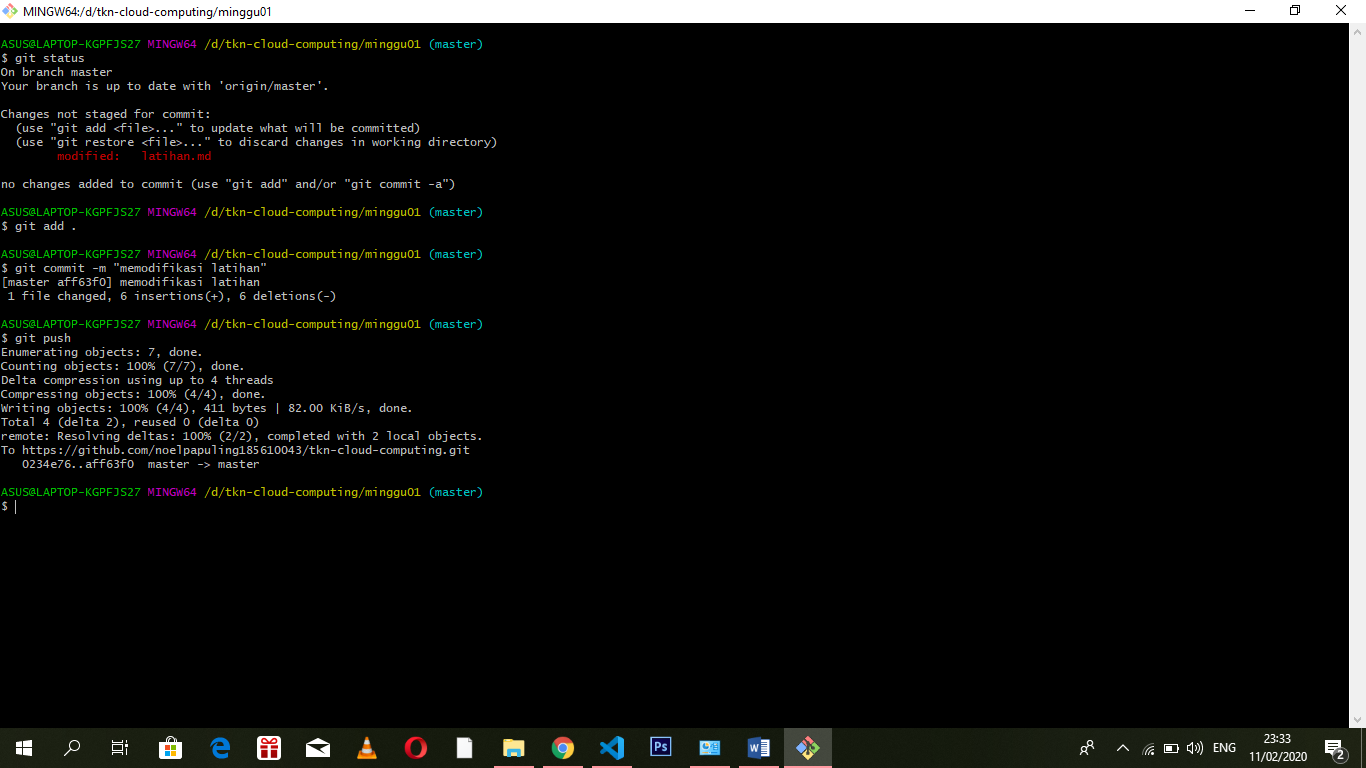 MINGW64:/d/tkn-cloud-computing/minggu01
ASUS@LAPTOP-KGPFJS27 MINGW64 /d/tkn-cloud-computing/minggu01 (master)
$ git status
On branch master
Your branch is up to date with 'origin/master'.
Changes not staged for commit:
(use "git add <file>..." to update what will be committed)
(use "git restore <file>..." to discard changes in working directory)
modified: latihan.md
no changes added to commit (use "git add" and/or "git commit -a")
ASUS@LAPTOP-KGPFJS27 MINGW64 /d/tkn-cloud-computing/minggu01 (master)
$ git add .
ASUS@LAPTOP-KGPFJS27 MINGW64 /d/tkn-cloud-computing/minggu01 (master)
$ git commit -m "memodifikasi latihan"
[master aff63f0] memodifikasi latihan
1 file changed, 6 insertions(+), 6 deletions(-)
ASUS@LAPTOP-KGPFJS27 MINGW64 /d/tkn-cloud-computing/minggu01 (master)
$ git push
Enumerating objects: 7, done.
Counting objects: 100% (7/7), done.
Delta compression using up to 4 threads
Compressing objects: 100% (4/4), done.
Writing objects: 100% (4/4), 411 bytes | 82.00 KiB/s, done.
Total 4 (delta 2), reused 0 (delta 0)
remote: Resolving deltas: 100% (2/2), completed with 2 local objects.
To https://github.com/noelpapuling185610043/tkn-cloud-computing.git
0234e76..aff63f0 master -> master
ASUS@LAPTOP-KGPFJS27 MINGW64 /d/tkn-cloud-computing/minggu01 (master)
$
Ps
W
ENG
23:33
11/02/2020
2